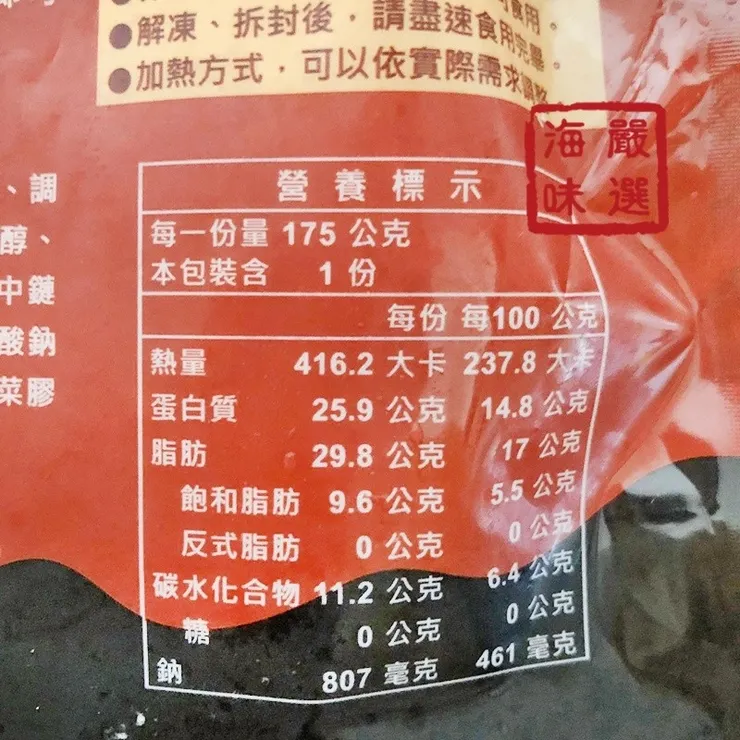 ●解凍、拆封後，請盡速食用完畢。
●加熱方式，可以依實際需求調整
海嚴
味選
、調
醇、
中鏈
酸鈉
菜膠
營養標示
每一份量 175 公克
本包裝含 1 份
每份 每100 公克
熱量 416.2 大卡 237.8 大卡
蛋白質 25.9 公克 14.8 公克
脂肪 29.8 公克 17 公克
飽和脂肪 9.6 公克 5.5 公克
反式脂肪 0 公克 0 公克
碳水化合物 11.2 公克 6.4 公克
糖 0 公克 0 公克
鈉 807 毫克 461 毫克